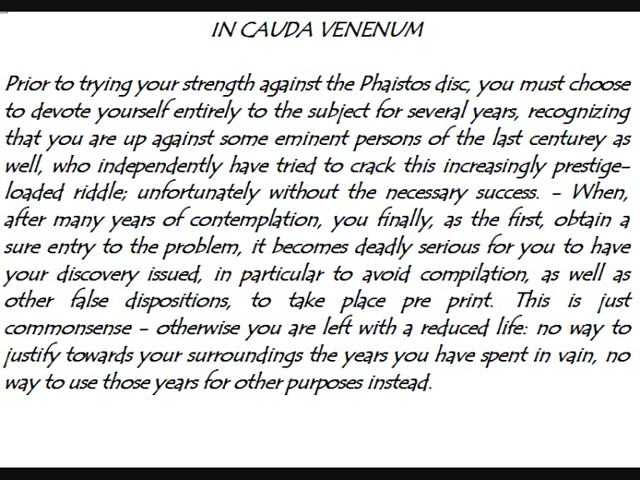 IN CAUDA VENENUM
Prior to trying your strength against the Phaistos disc, you must choose
to devote yourself entirely to the subject for several years, recognizing
that you are up against some eminent persons of the last centurey as
well, who independently have tried to crack this increasingly prestige-
loaded riddle; unfortunately without the necessary success. - When,
after many years of contemplation, you finally, as the first, obtain a
sure entry to the problem, it becomes deadly serious for you to have
your discovery issued, in particular to avoid compilation, as well as
other false dispositions, to take place pre print. This is just
commonsense - otherwise you are left with a reduced life: no way to
justify towards your surroundings the years you have spent in vain, no
way to use those years for other purposes instead.